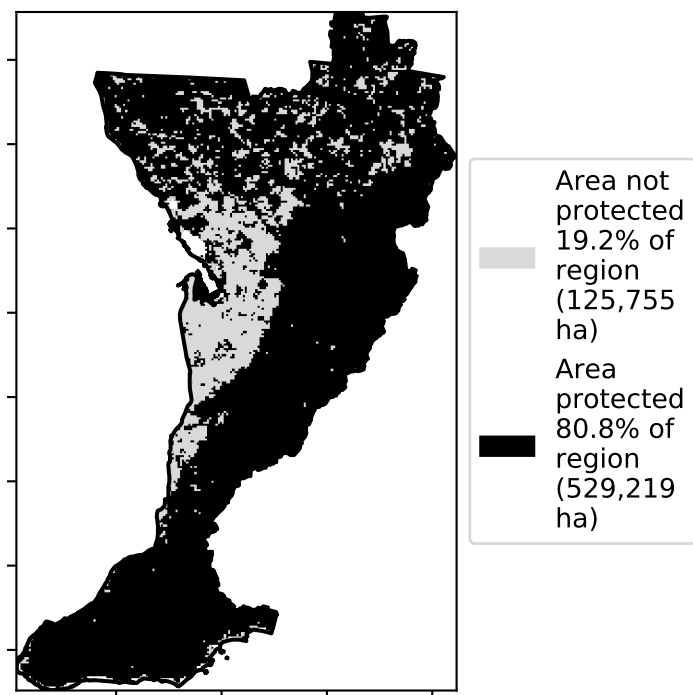 Area not
protected
19.2% of
region
(125,755
ha)
Area
protected
80.8% of
region
(529,219
ha)